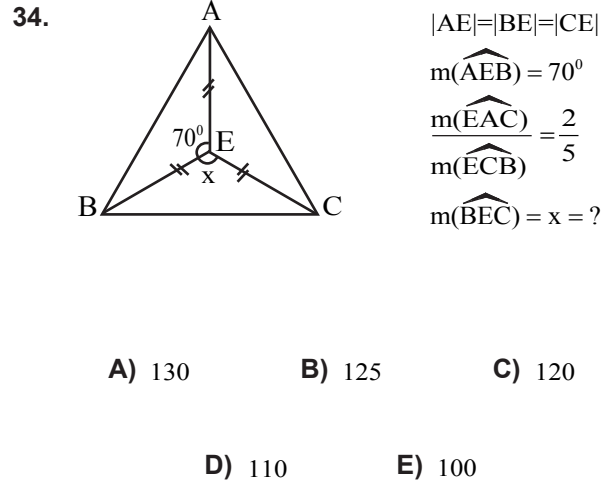 34.
A
|AE|=|BE|=|CE|
m(AEB) = 70⁰
m(EAC)
m(ECB)
= 2/5
m(BEC) = x = ?
70⁰ E
x
B C
A) 130 B) 125 C) 120
D) 110 E) 100